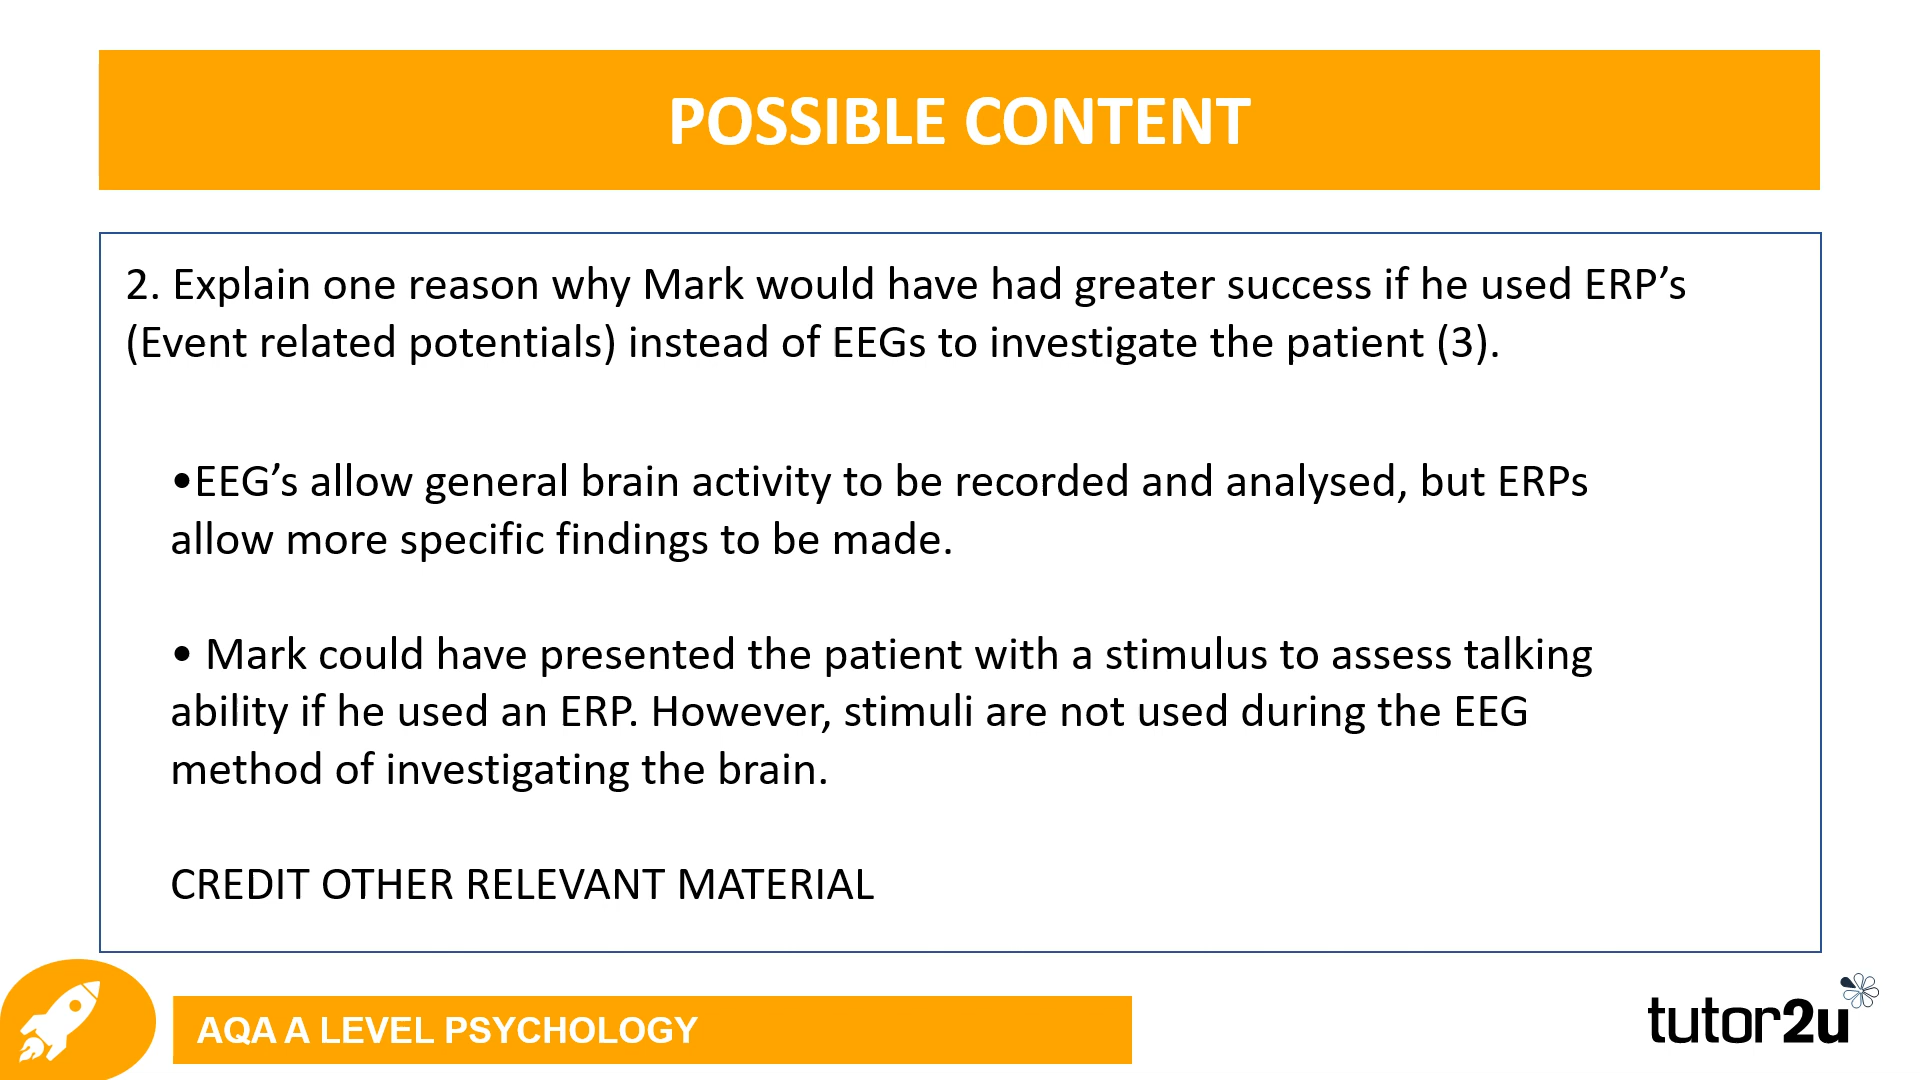 POSSIBLE CONTENT
2. Explain one reason why Mark would have had greater success if he used ERP’s
(Event related potentials) instead of EEGs to investigate the patient (3).
•EEG’s allow general brain activity to be recorded and analysed, but ERPs
allow more specific findings to be made.
• Mark could have presented the patient with a stimulus to assess talking
ability if he used an ERP. However, stimuli are not used during the EEG
method of investigating the brain.
CREDIT OTHER RELEVANT MATERIAL
AQA A LEVEL PSYCHOLOGY
tutor2u